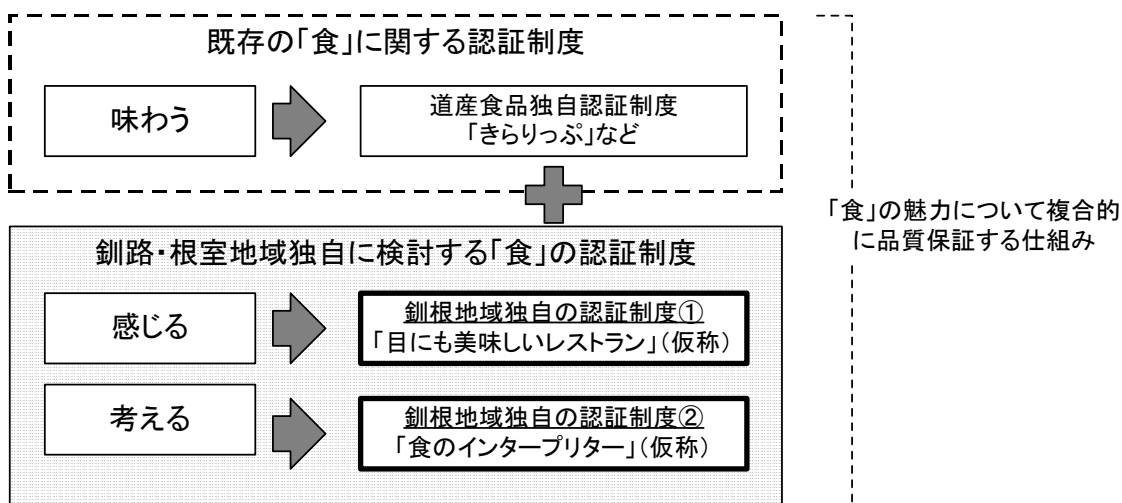 既存の「食」に関する認証制度
味わう
道産食品独自認証制度
「きらりっぷ」など
釧路・根室地域独自に検討する「食」の認証制度
感じる
釧根地域独自の認証制度①
「目にも美味しいレストラン」(仮称)
考える
釧根地域独自の認証制度②
「食のインタープリター」(仮称)
「食」の魅力について複合的
に品質保証する仕組み